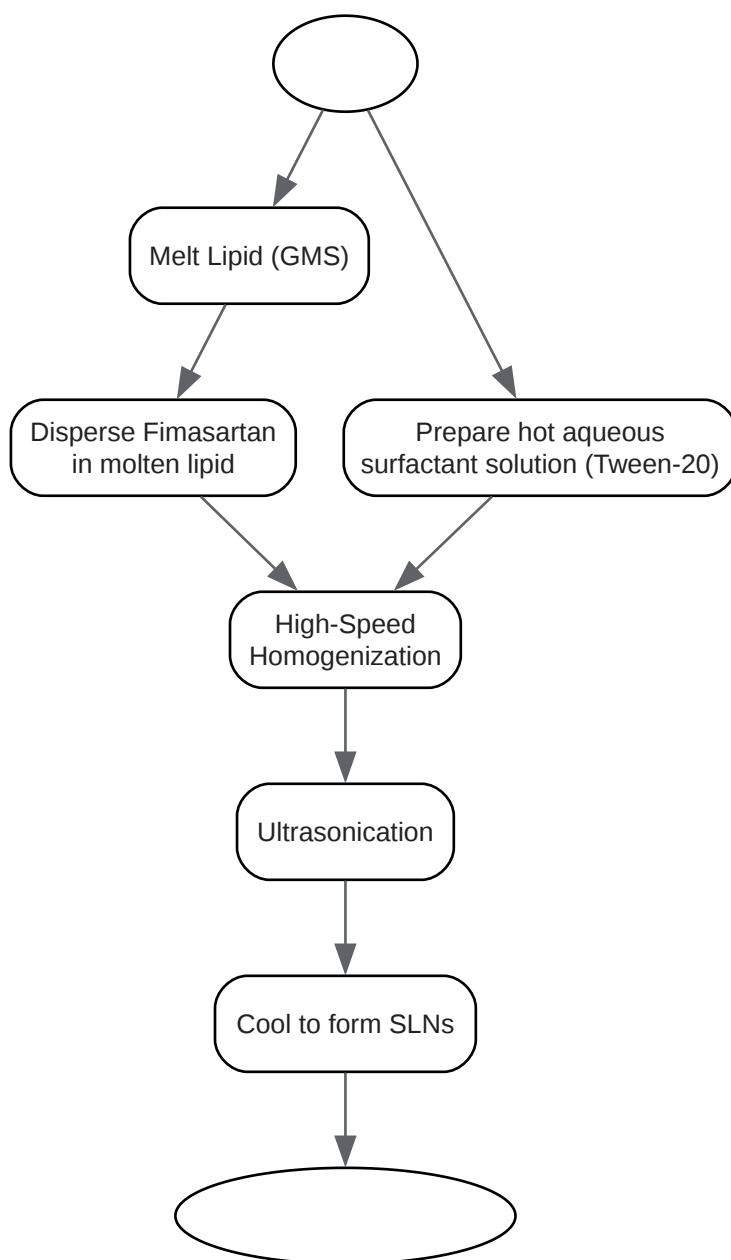 Melt Lipid (GMS)
Disperse Fimasartan
in molten lipid
Prepare hot aqueous
surfactant solution (Tween-20)
High-Speed
Homogenization
Ultrasonication
Cool to form SLNs